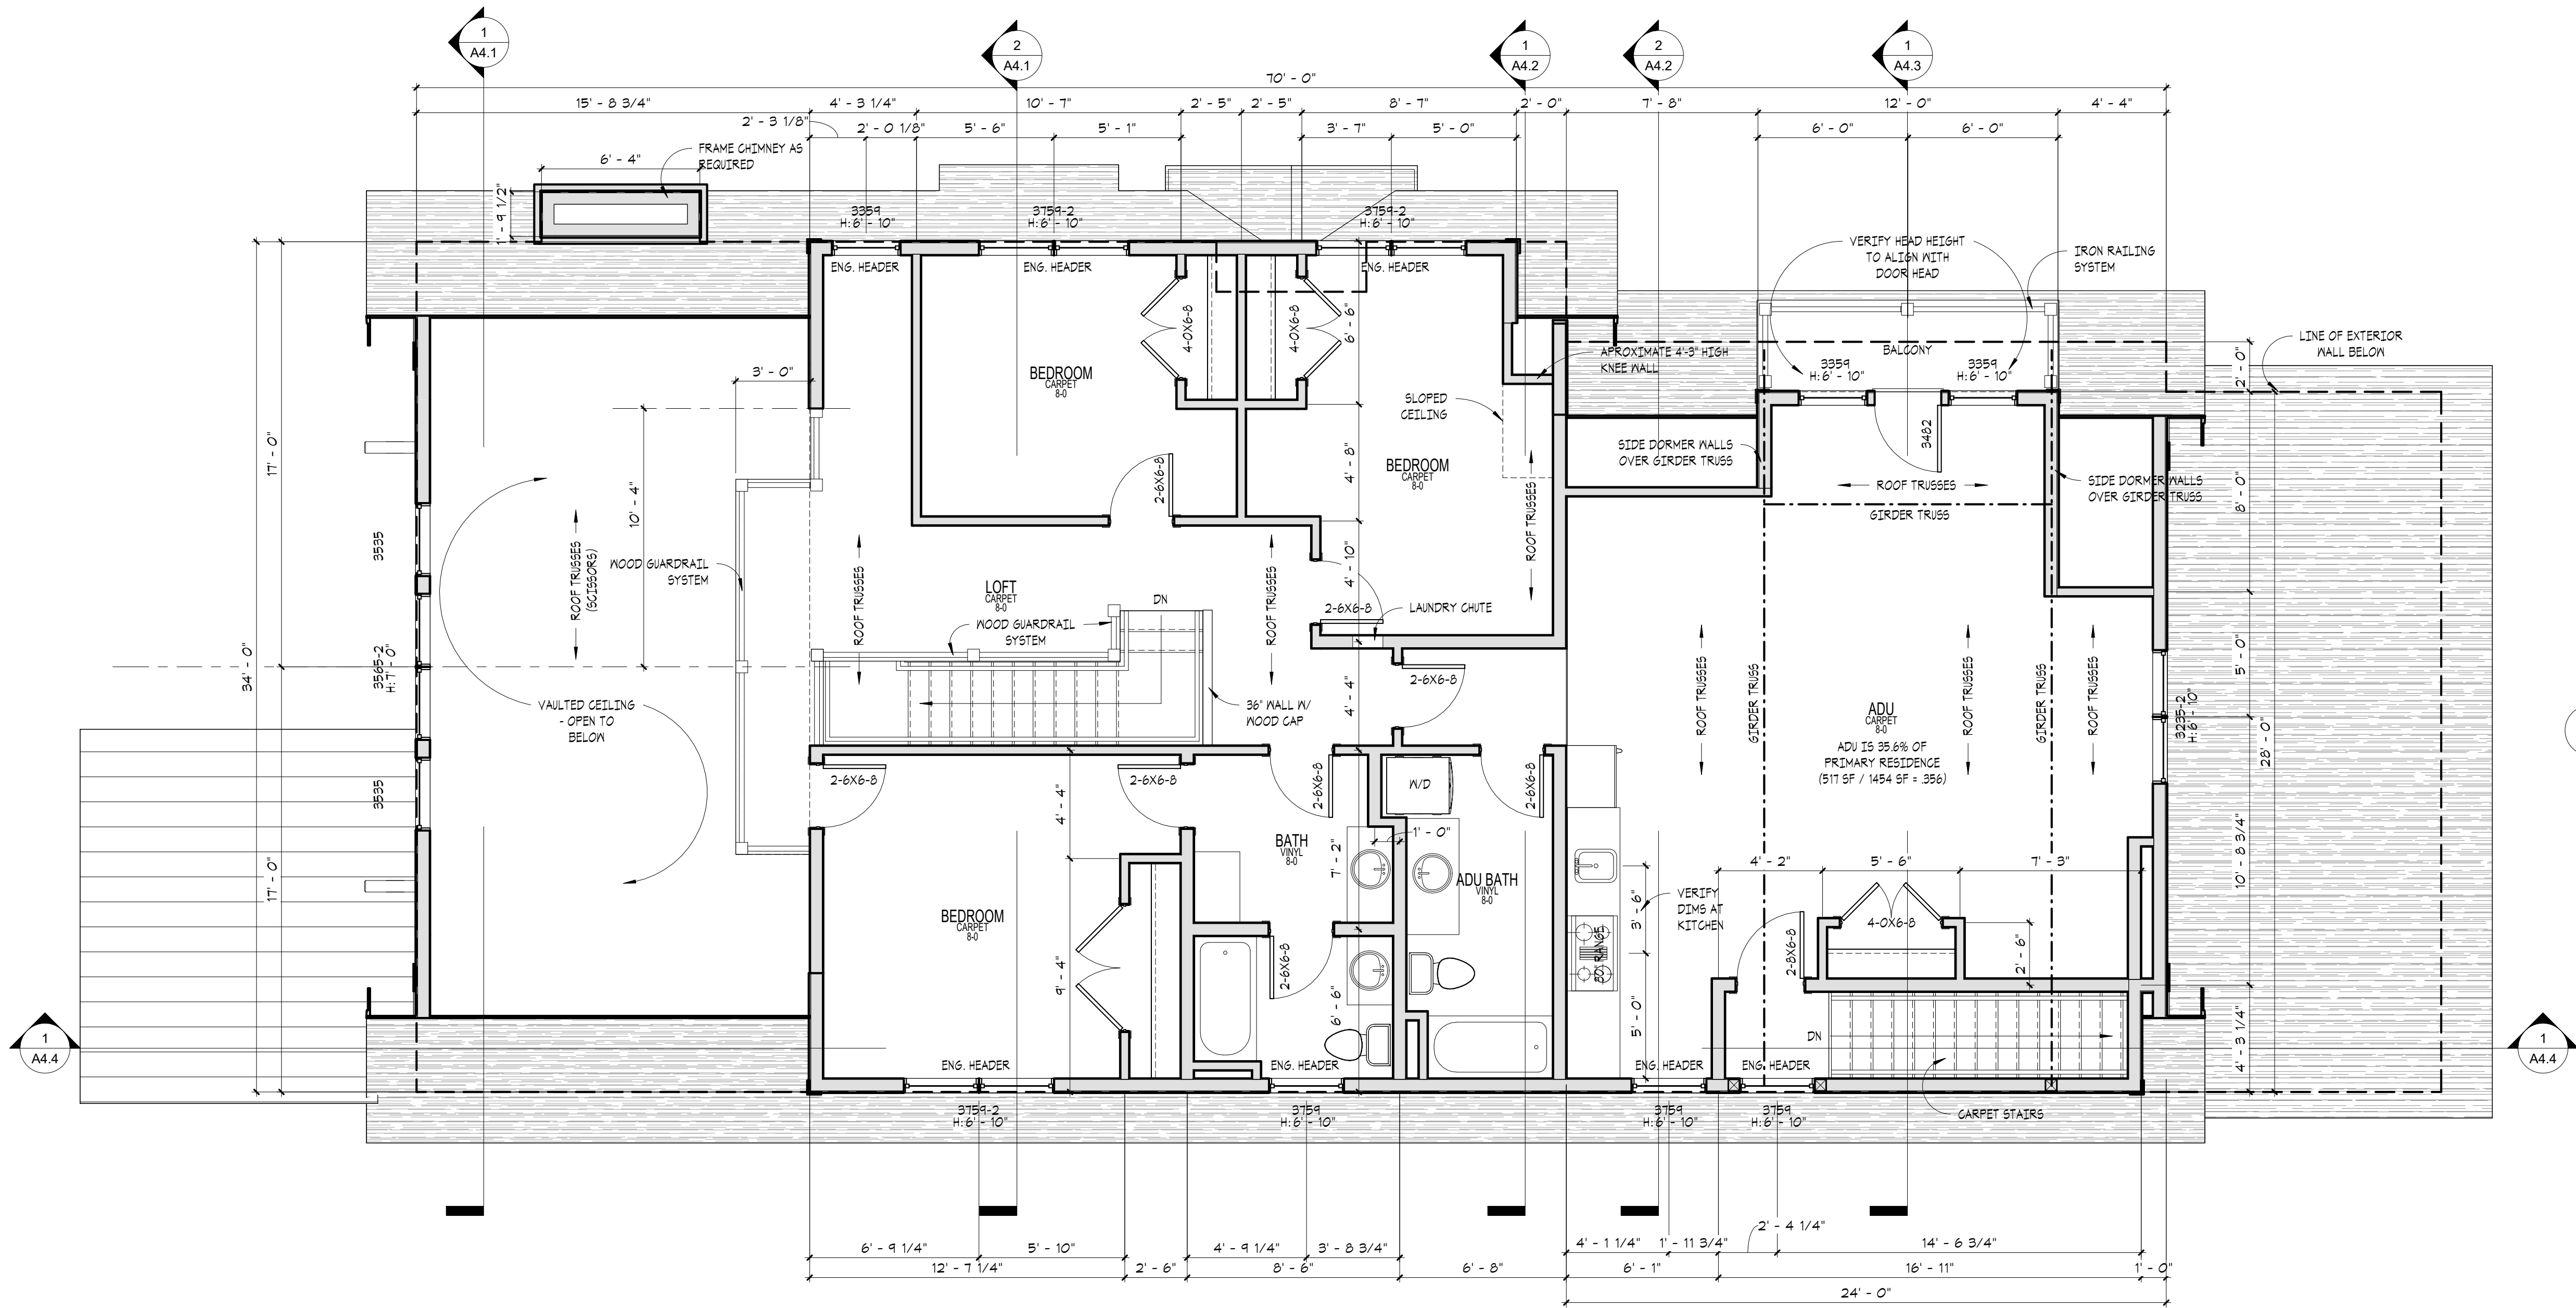 1
A4.1
2
A4.1
1
A4.2
2
A4.2
1
A4.3
70' - 0"
15' - 8 3/4"
4' - 3 1/4"
10' - 7"
2' - 5"
2' - 5"
8' - 7"
2' - 0"
7' - 8"
12' - 0"
4' - 4"
2' - 3 1/8"
2' - 0 1/8"
5' - 6"
5' - 1"
3' - 7"
5' - 0"
6' - 0"
6' - 0"
6' - 4"
FRAME CHIMNEY AS
REQUIRED
1' - 9 1/2"
3359
H: 6' - 10"
3759-2
H: 6' - 10"
3759-2
H: 6' - 10"
ENG. HEADER
ENG. HEADER
ENG. HEADER
VERIFY HEAD HEIGHT
TO ALIGN WITH
DOOR HEAD
IRON RAILING
SYSTEM
LINE OF EXTERIOR
WALL BELOW
BALCONY
3359
H: 6' - 10"
3359
H: 6' - 10"
2' - 0"
4-0X6-8
4-0X6-8
6' - 6"
APROXIMATE 4'-3" HIGH
KNEE WALL
3' - 0"
BEDROOM
CARPET
8-0
SLOPED
CEILING
17' - 0"
10' - 4"
2-6X6-8
4' - 8"
BEDROOM
CARPET
8-0
SIDE DORMER WALLS
OVER GIRDER TRUSS
3482
ROOF TRUSSES
GIRDER TRUSS
SIDE DORMER WALLS
OVER GIRDER TRUSS
8' - 0"
3535
ROOF TRUSSES
(SCISSORS)
WOOD GUARDRAIL
SYSTEM
ROOF TRUSSES
LOFT
CARPET
8-0
DN
WOOD GUARDRAIL
SYSTEM
ROOF TRUSSES
4' - 10"
2-6X6-8
LAUNDRY CHUTE
ROOF TRUSSES
34' - 0"
3565-2
H: 7' - 0"
VAULTED CEILING
- OPEN TO
BELOW
36" WALL W/
WOOD CAP
4' - 4"
2-6X6-8
ROOF TRUSSES
GIRDER TRUSS
ADU
CARPET
8-0
ADU IS 35.6% OF
PRIMARY RESIDENCE
(517 SF / 1454 SF = .356)
ROOF TRUSSES
GIRDER TRUSS
ROOF TRUSSES
5' - 0"
3235-2
H: 6' - 10"
28' - 0"
3535
2-6X6-8
2-6X6-8
4' - 4"
2-6X6-8
W/D
2-6X6-8
1' - 0"
BATH
VINYL
8-0
7' - 2"
ADU BATH
VINYL
8-0
VERIFY
DIMS AT
KITCHEN
3' - 6"
4' - 2"
5' - 6"
7' - 3"
10' - 8 3/4"
17' - 0"
BEDROOM
CARPET
8-0
9' - 4"
2-6X6-8
6' - 6"
30" RANGE
5' - 0"
2-8X6-8
4-0X6-8
2' - 6"
DN
4' - 3 1/4"
1
A4.4
1
A4.4
ENG. HEADER
ENG. HEADER
ENG. HEADER
ENG. HEADER
3759-2
H: 6' - 10"
3759
H: 6' - 10"
3759
H: 6' - 10"
3759
H: 6' - 10"
CARPET STAIRS
2' - 4 1/4"
6' - 9 1/4"
5' - 10"
4' - 9 1/4"
3' - 8 3/4"
4' - 1 1/4"
1' - 11 3/4"
14' - 6 3/4"
12' - 7 1/4"
2' - 6"
8' - 6"
6' - 8"
6' - 1"
16' - 11"
1' - 0"
24' - 0"